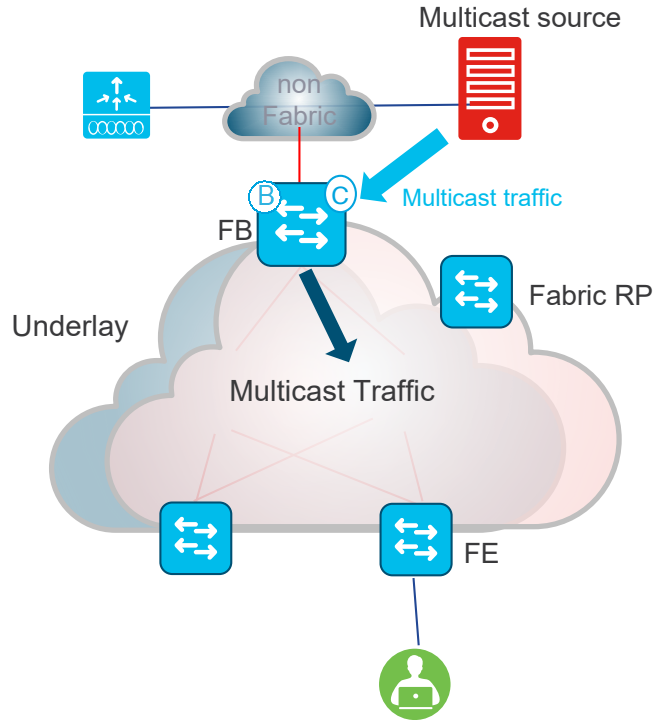 Multicast source
non
Fabric
B
C
Multicast traffic
FB
Fabric RP
Underlay
Multicast Traffic
FE